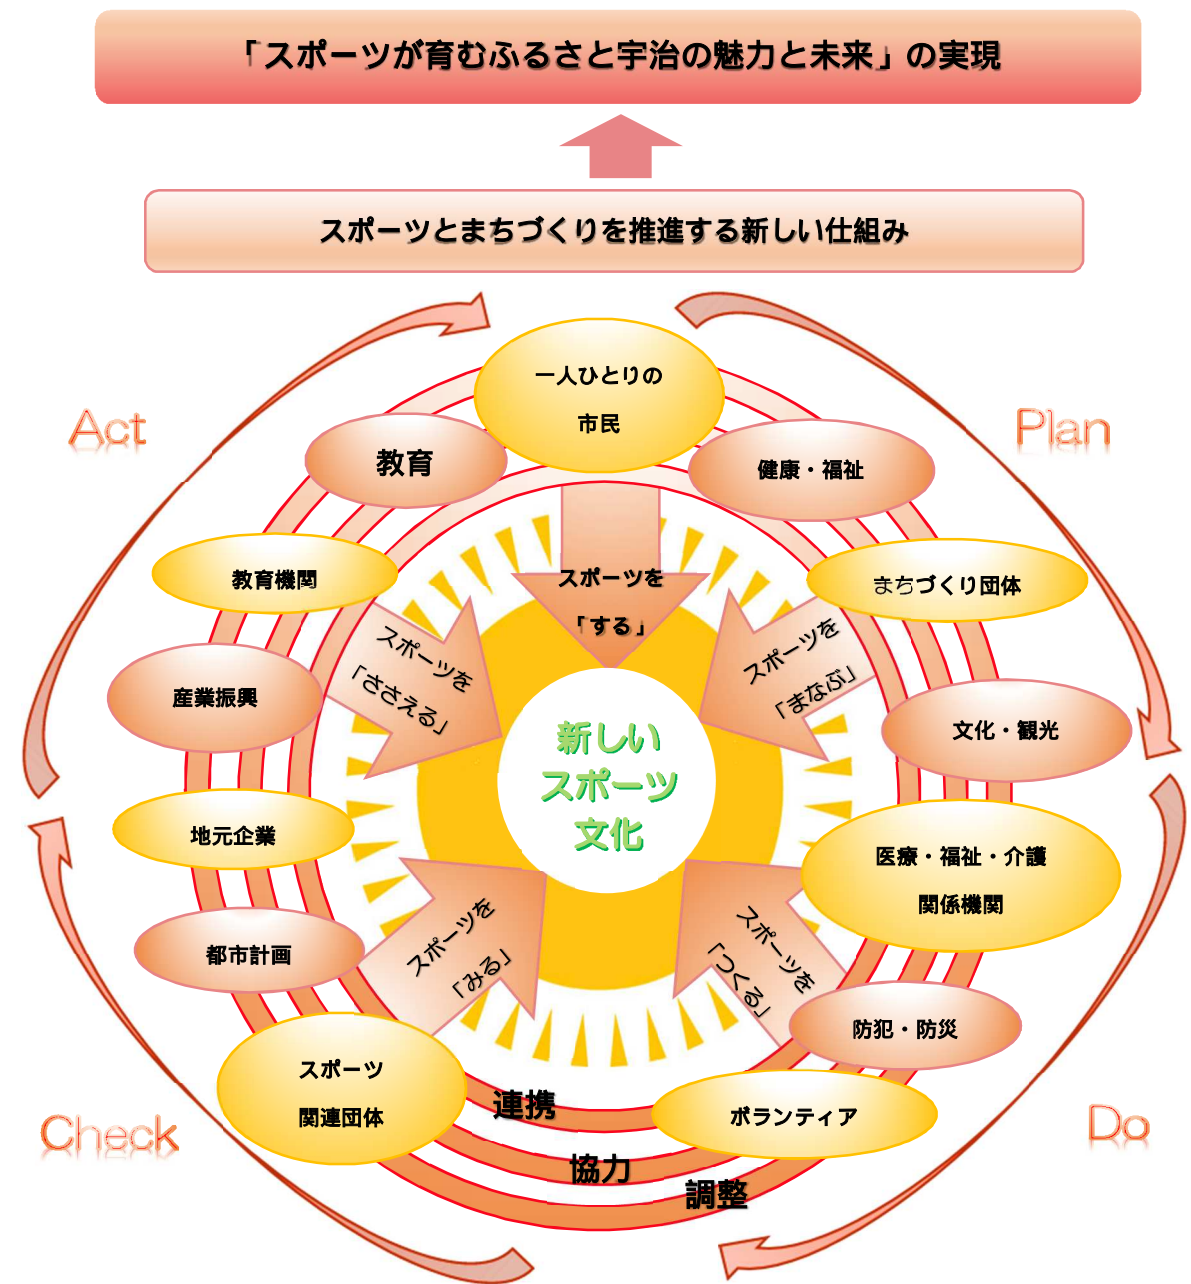 「スポーツが育むふるさと宇治の魅力と未来」の実現
スポーツとまちづくりを推進する新しい仕組み
Act
Plan
一人ひとりの
市民
教育
健康・福祉
教育機関
まちづくり団体
スポーツを
「する」
スポーツを
「ささえる」
スポーツを
「まなぶ」
産業振興
文化・観光
新しい
スポーツ
文化
地元企業
医療・福祉・介護
関係機関
スポーツを
「みる」
スポーツを
「つくる」
都市計画
防犯・防災
スポーツ
関連団体
ボランティア
連携
協力
調整
Check
Do